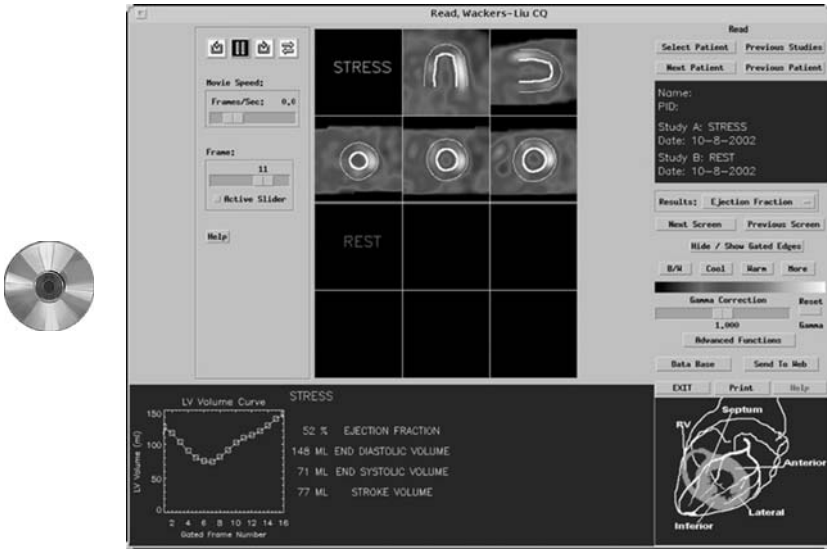 Read, Wackers-Liu CQ
Movie Speed:
Frames/Sec: 0.0
Frame:
11
Active Slider
Help
STRESS
REST
Read
Select Patient Previous Studies
Next Patient Previous Patient
Name:
PID:
Study A: STRESS
Date: 10-8-2002
Study B: REST
Date: 10-8-2002
Results: Ejection Fraction
Next Screen Previous Screen
Hide / Show Gated Edges
B/W Cool Warm More
Gamma Correction Reset
1.000 Gamma
Advanced Functions
Data Base Send To Web
EXIT Print Help
LV Volume Curve
LV Volume (ml)
150
100
50
0
2 4 6 8 10 12 14 16
Gated Frame Number
STRESS
52 % EJECTION FRACTION
148 ML END DIASTOLIC VOLUME
71 ML END SYSTOLIC VOLUME
77 ML STROKE VOLUME
Septum
RV
Anterior
Lateral
Inferior